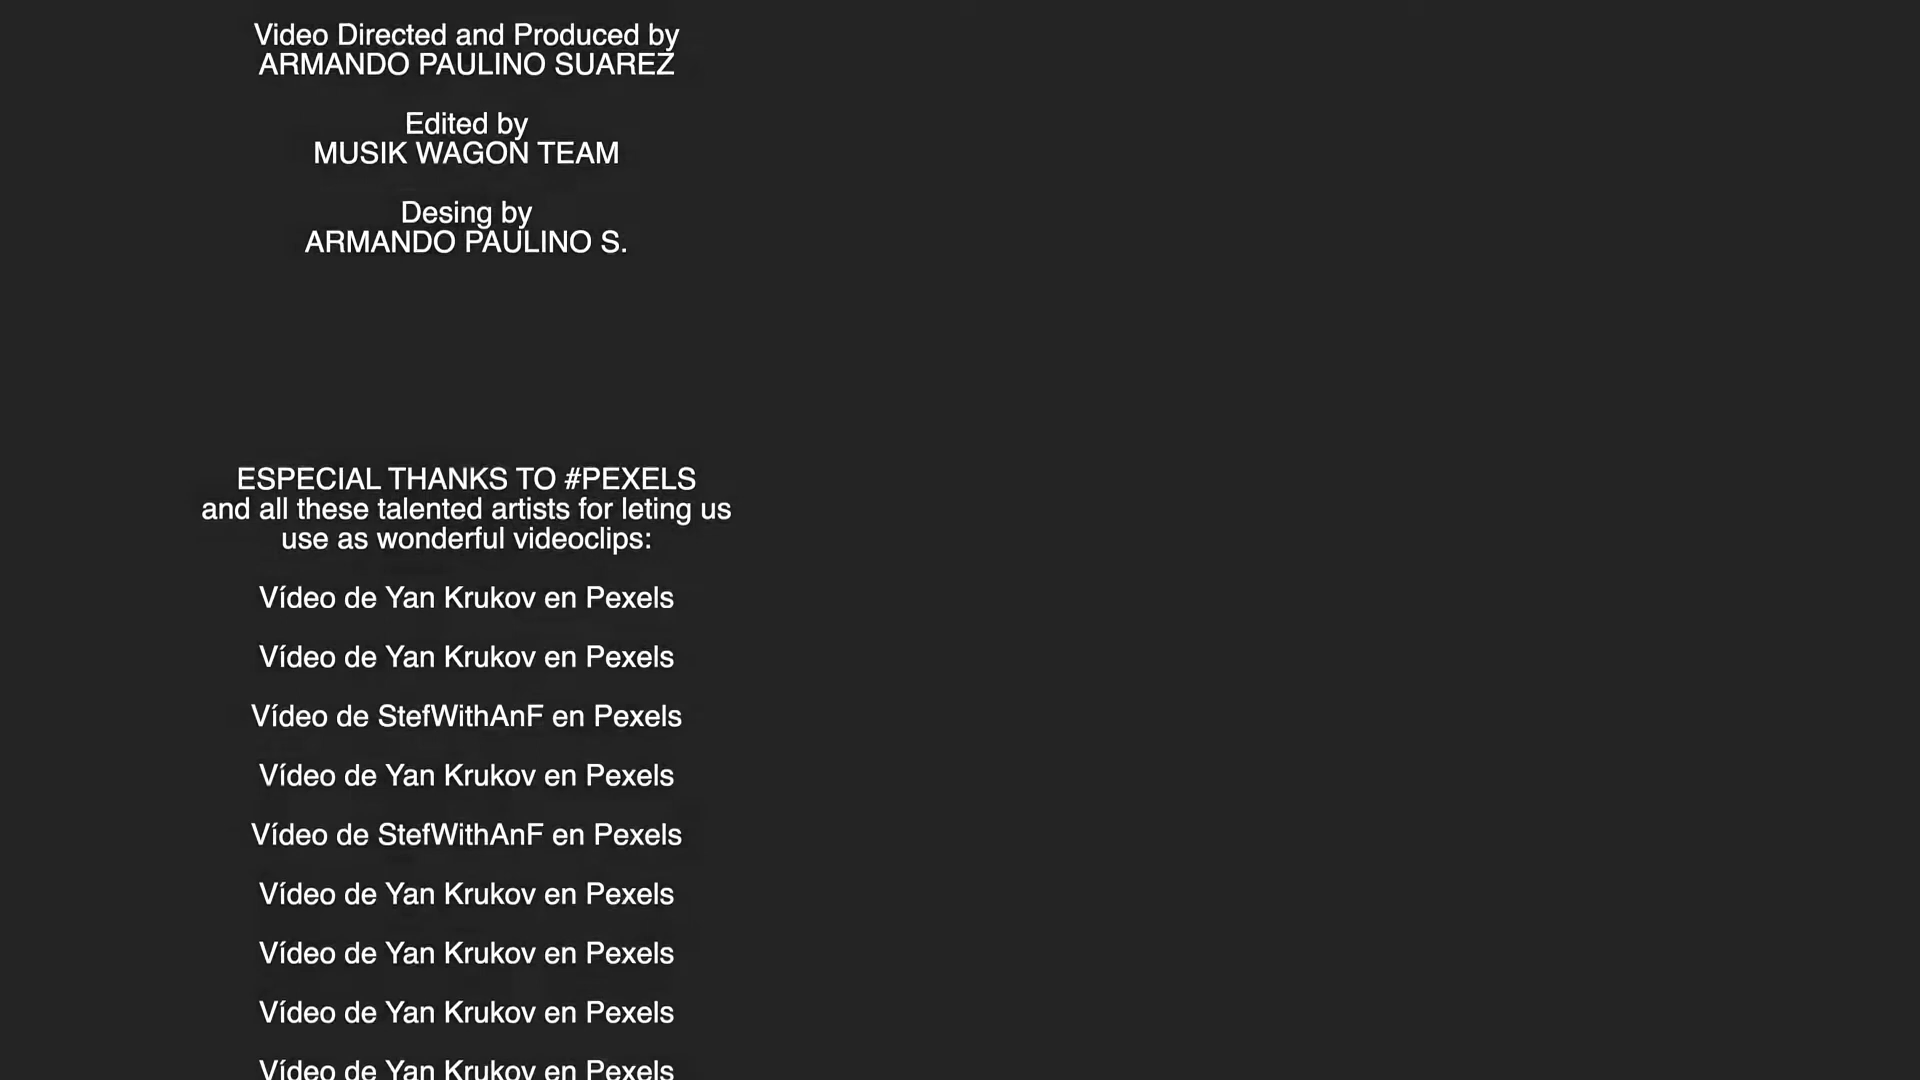 Video Directed and Produced by
ARMANDO PAULINO SUAREZ
Edited by
MUSIK WAGON TEAM
Desing by
ARMANDO PAULINO S.
ESPECIAL THANKS TO #PEXELS
and all these talented artists for leting us
use as wonderful videoclips:
Vídeo de Yan Krukov en Pexels
Vídeo de Yan Krukov en Pexels
Vídeo de StefWithAnF en Pexels
Vídeo de Yan Krukov en Pexels
Vídeo de StefWithAnF en Pexels
Vídeo de Yan Krukov en Pexels
Vídeo de Yan Krukov en Pexels
Vídeo de Yan Krukov en Pexels
Vídeo de Yan Krukov en Pexels